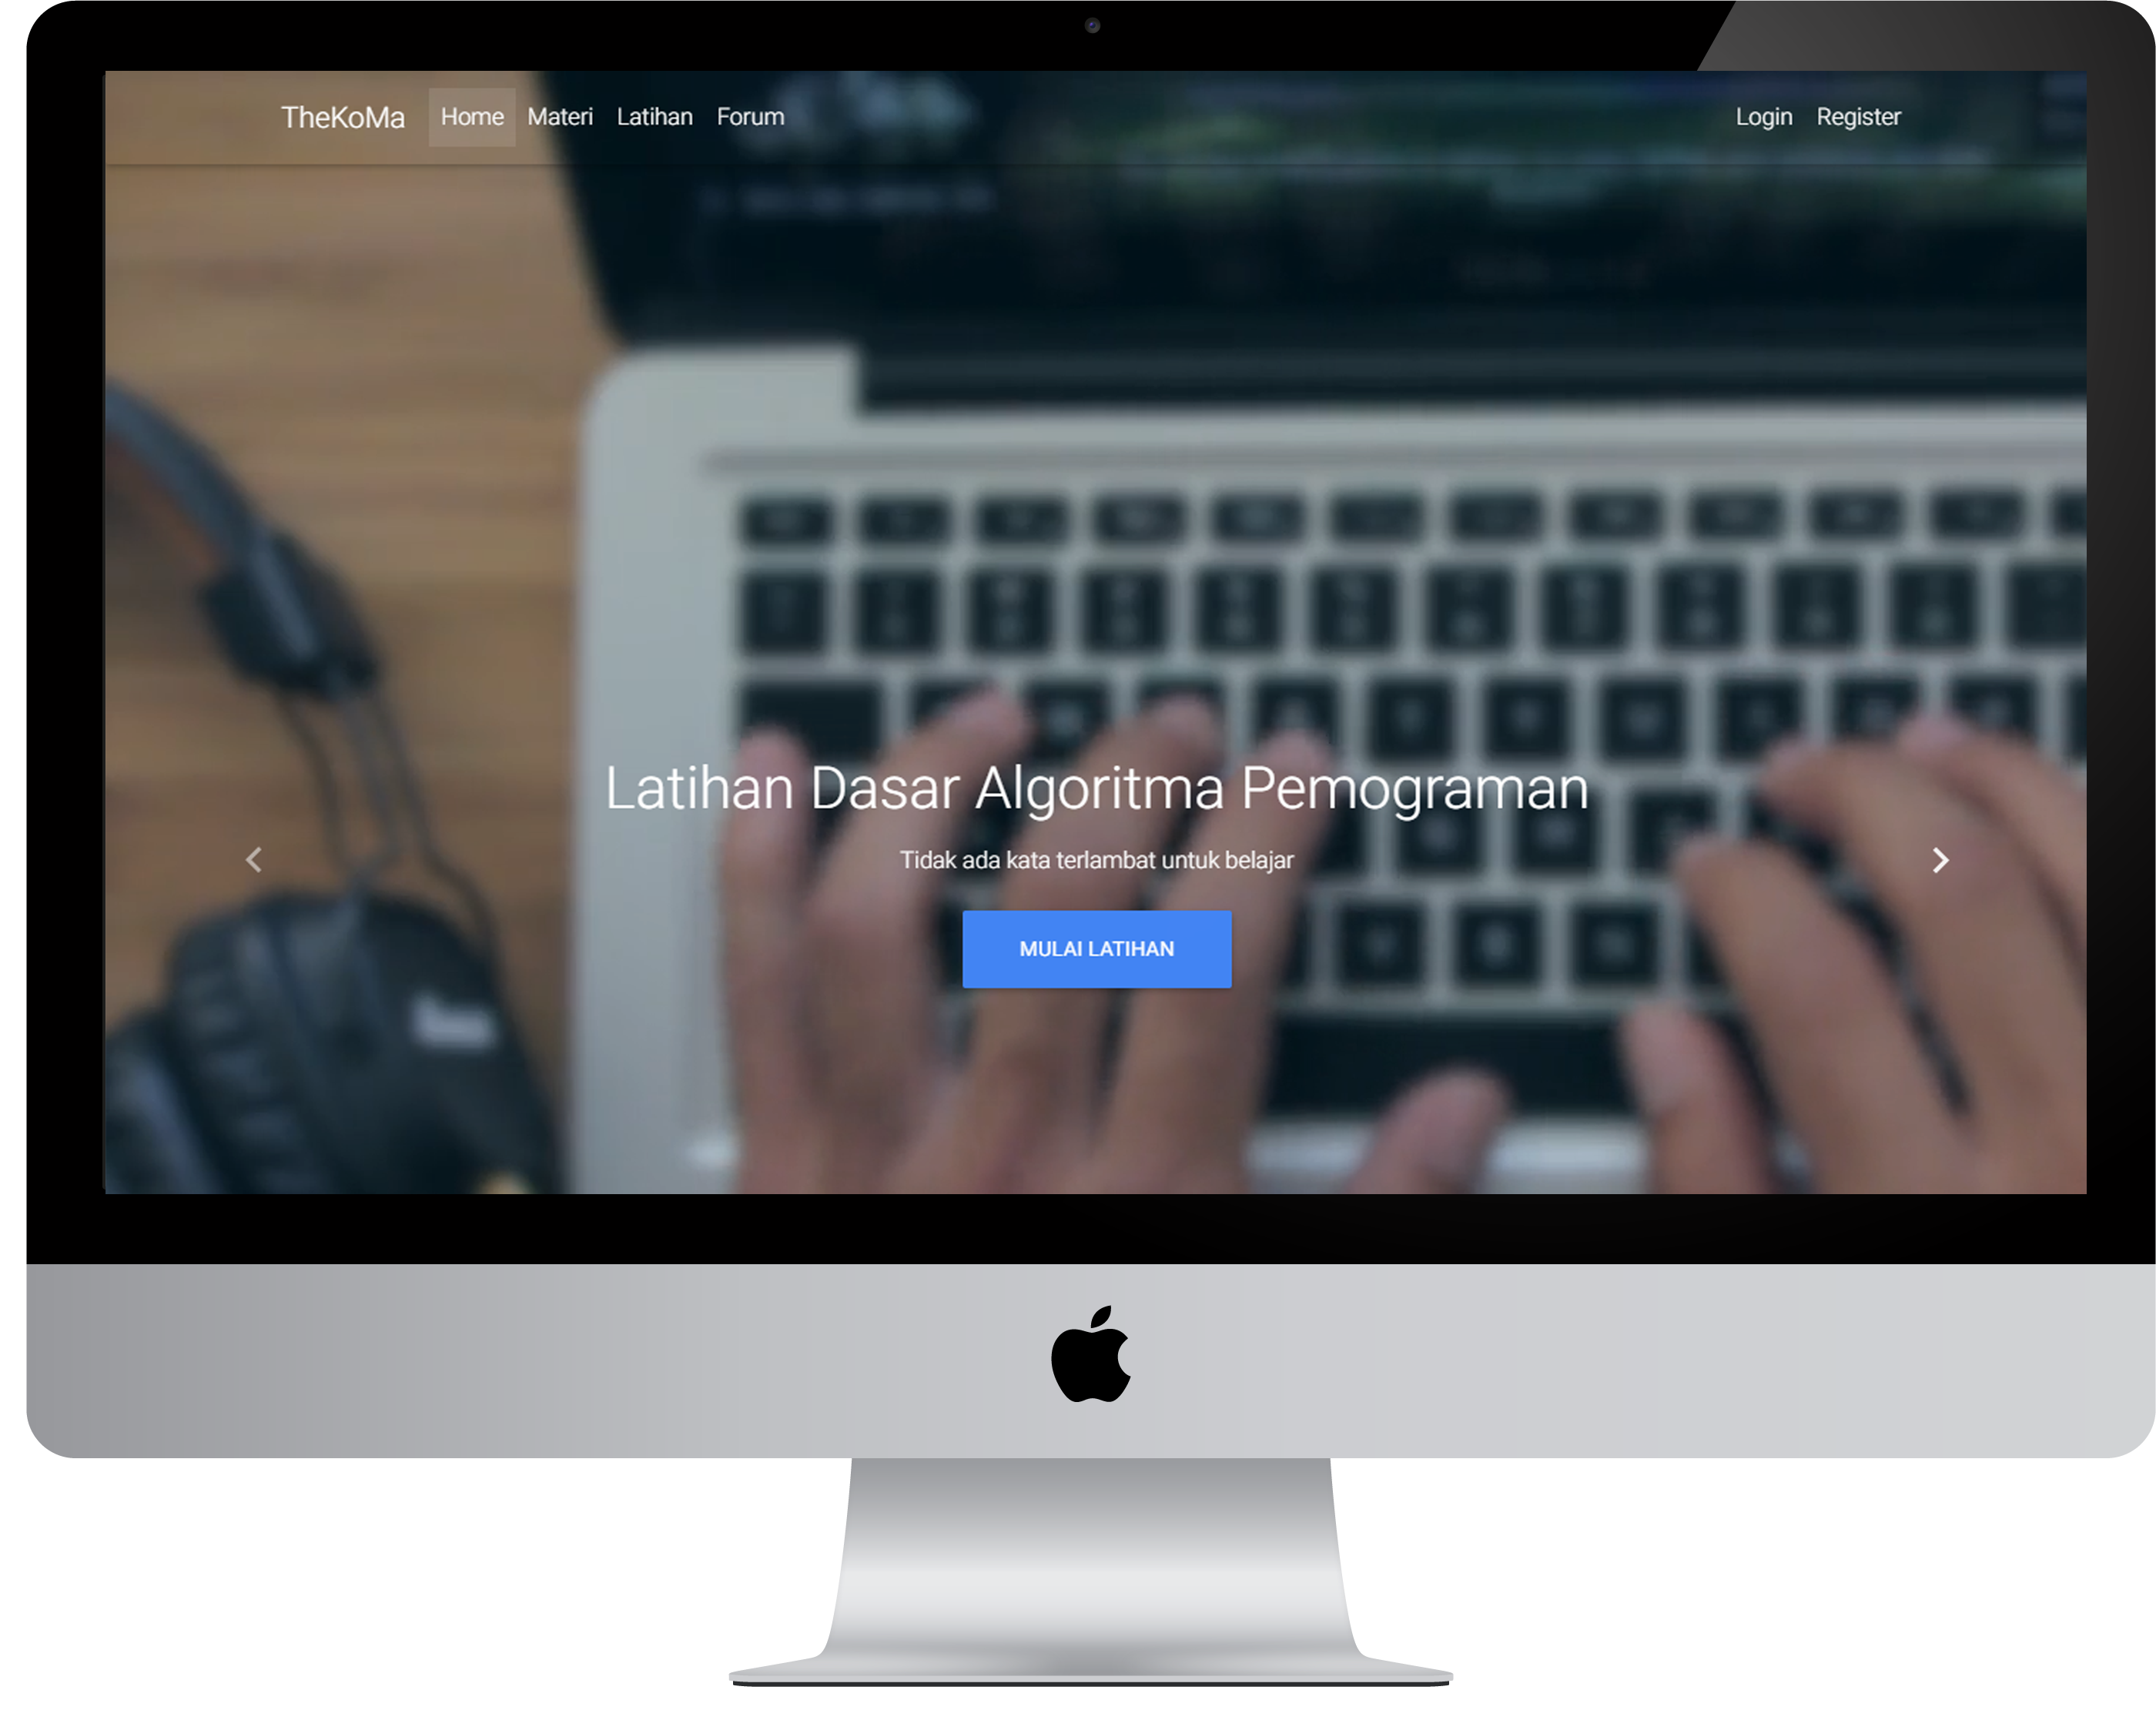 TheKoMa Home Materi Latihan Forum Login Register
Latihan Dasar Algoritma Pemograman
Tidak ada kata terlambat untuk belajar
MULAI LATIHAN